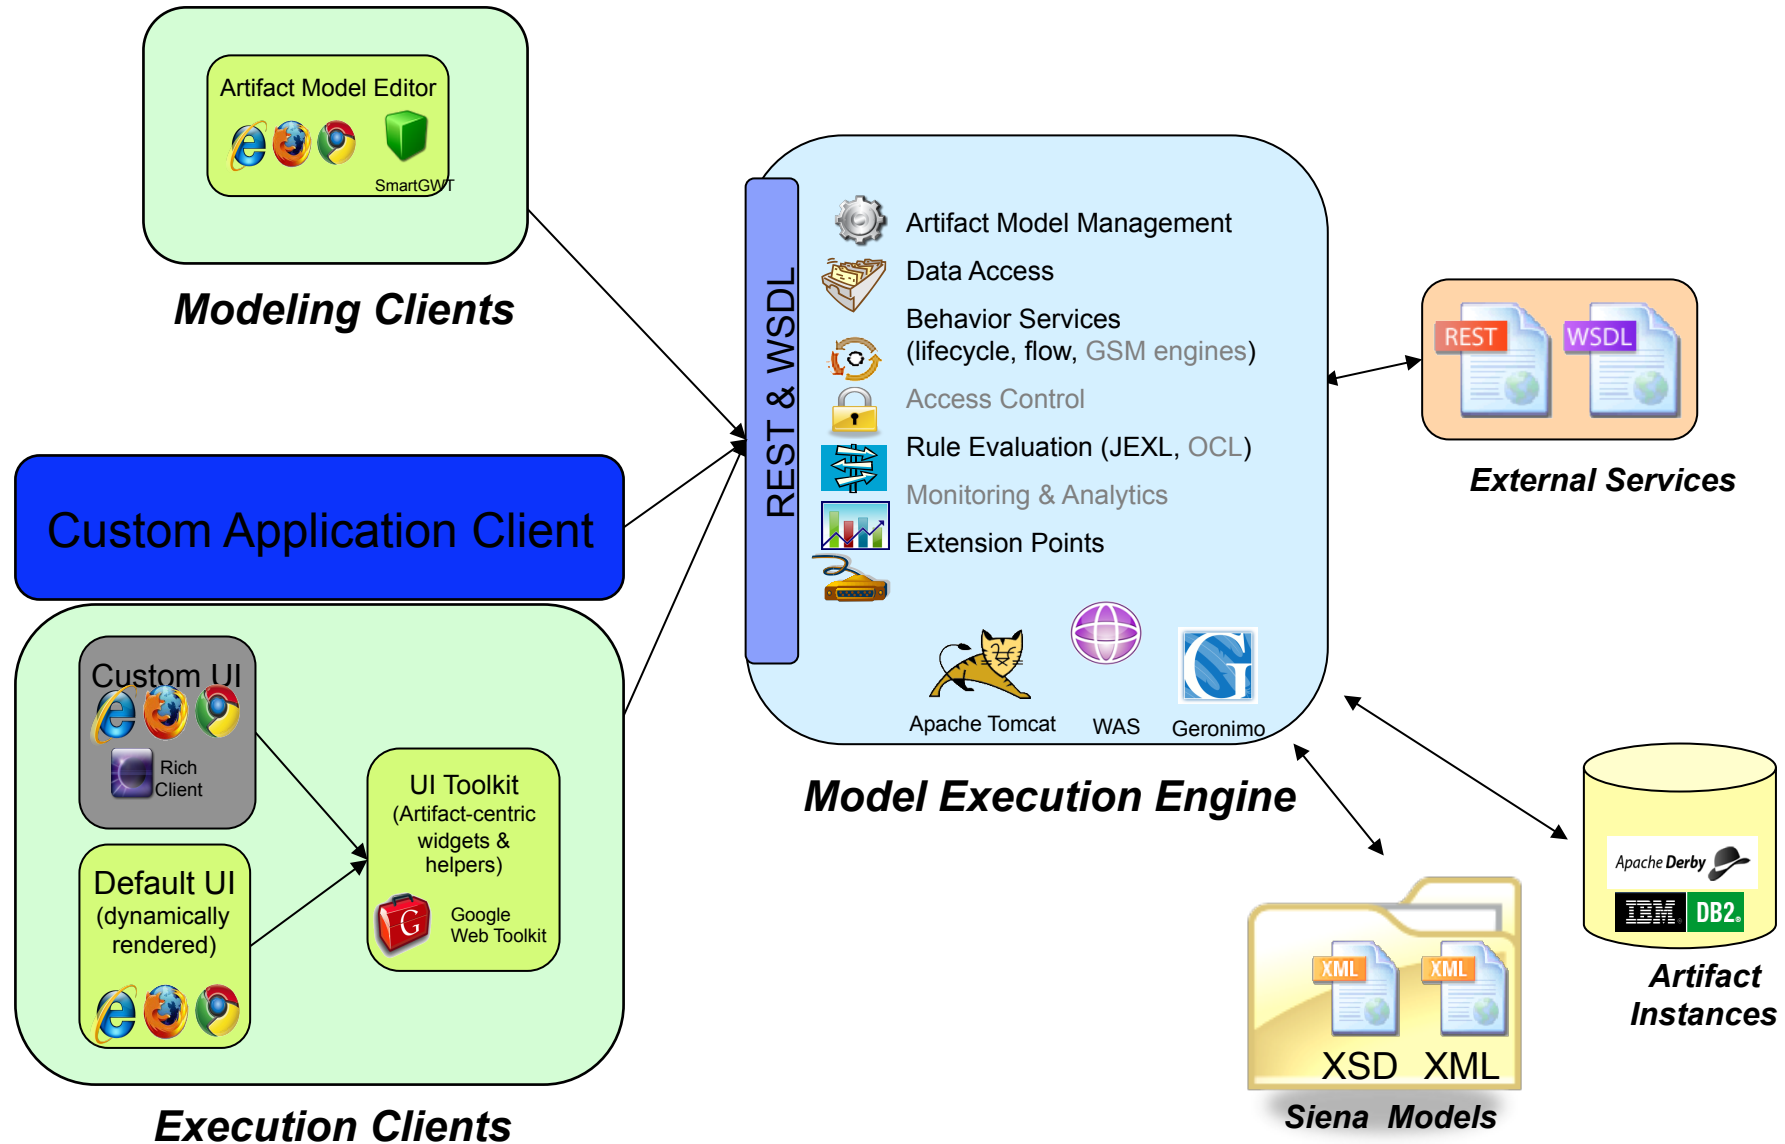 Artifact Model Editor
SmartGWT
Modeling Clients
Custom Application Client
Custom UI
Rich
Client
Default UI
(dynamically
rendered)
UI Toolkit
(Artifact-centric
widgets &
helpers)
G
Google
Web Toolkit
Execution Clients
REST & WSDL
Artifact Model Management
Data Access
Behavior Services
(lifecycle, flow, GSM engines)
Access Control
Rule Evaluation (JEXL, OCL)
Monitoring & Analytics
Extension Points
G
Apache Tomcat
WAS
Geronimo
Model Execution Engine
REST
WSDL
External Services
Apache Derby
IBM.
DB2.
Artifact
Instances
XML
XML
XSD
XML
Siena Models